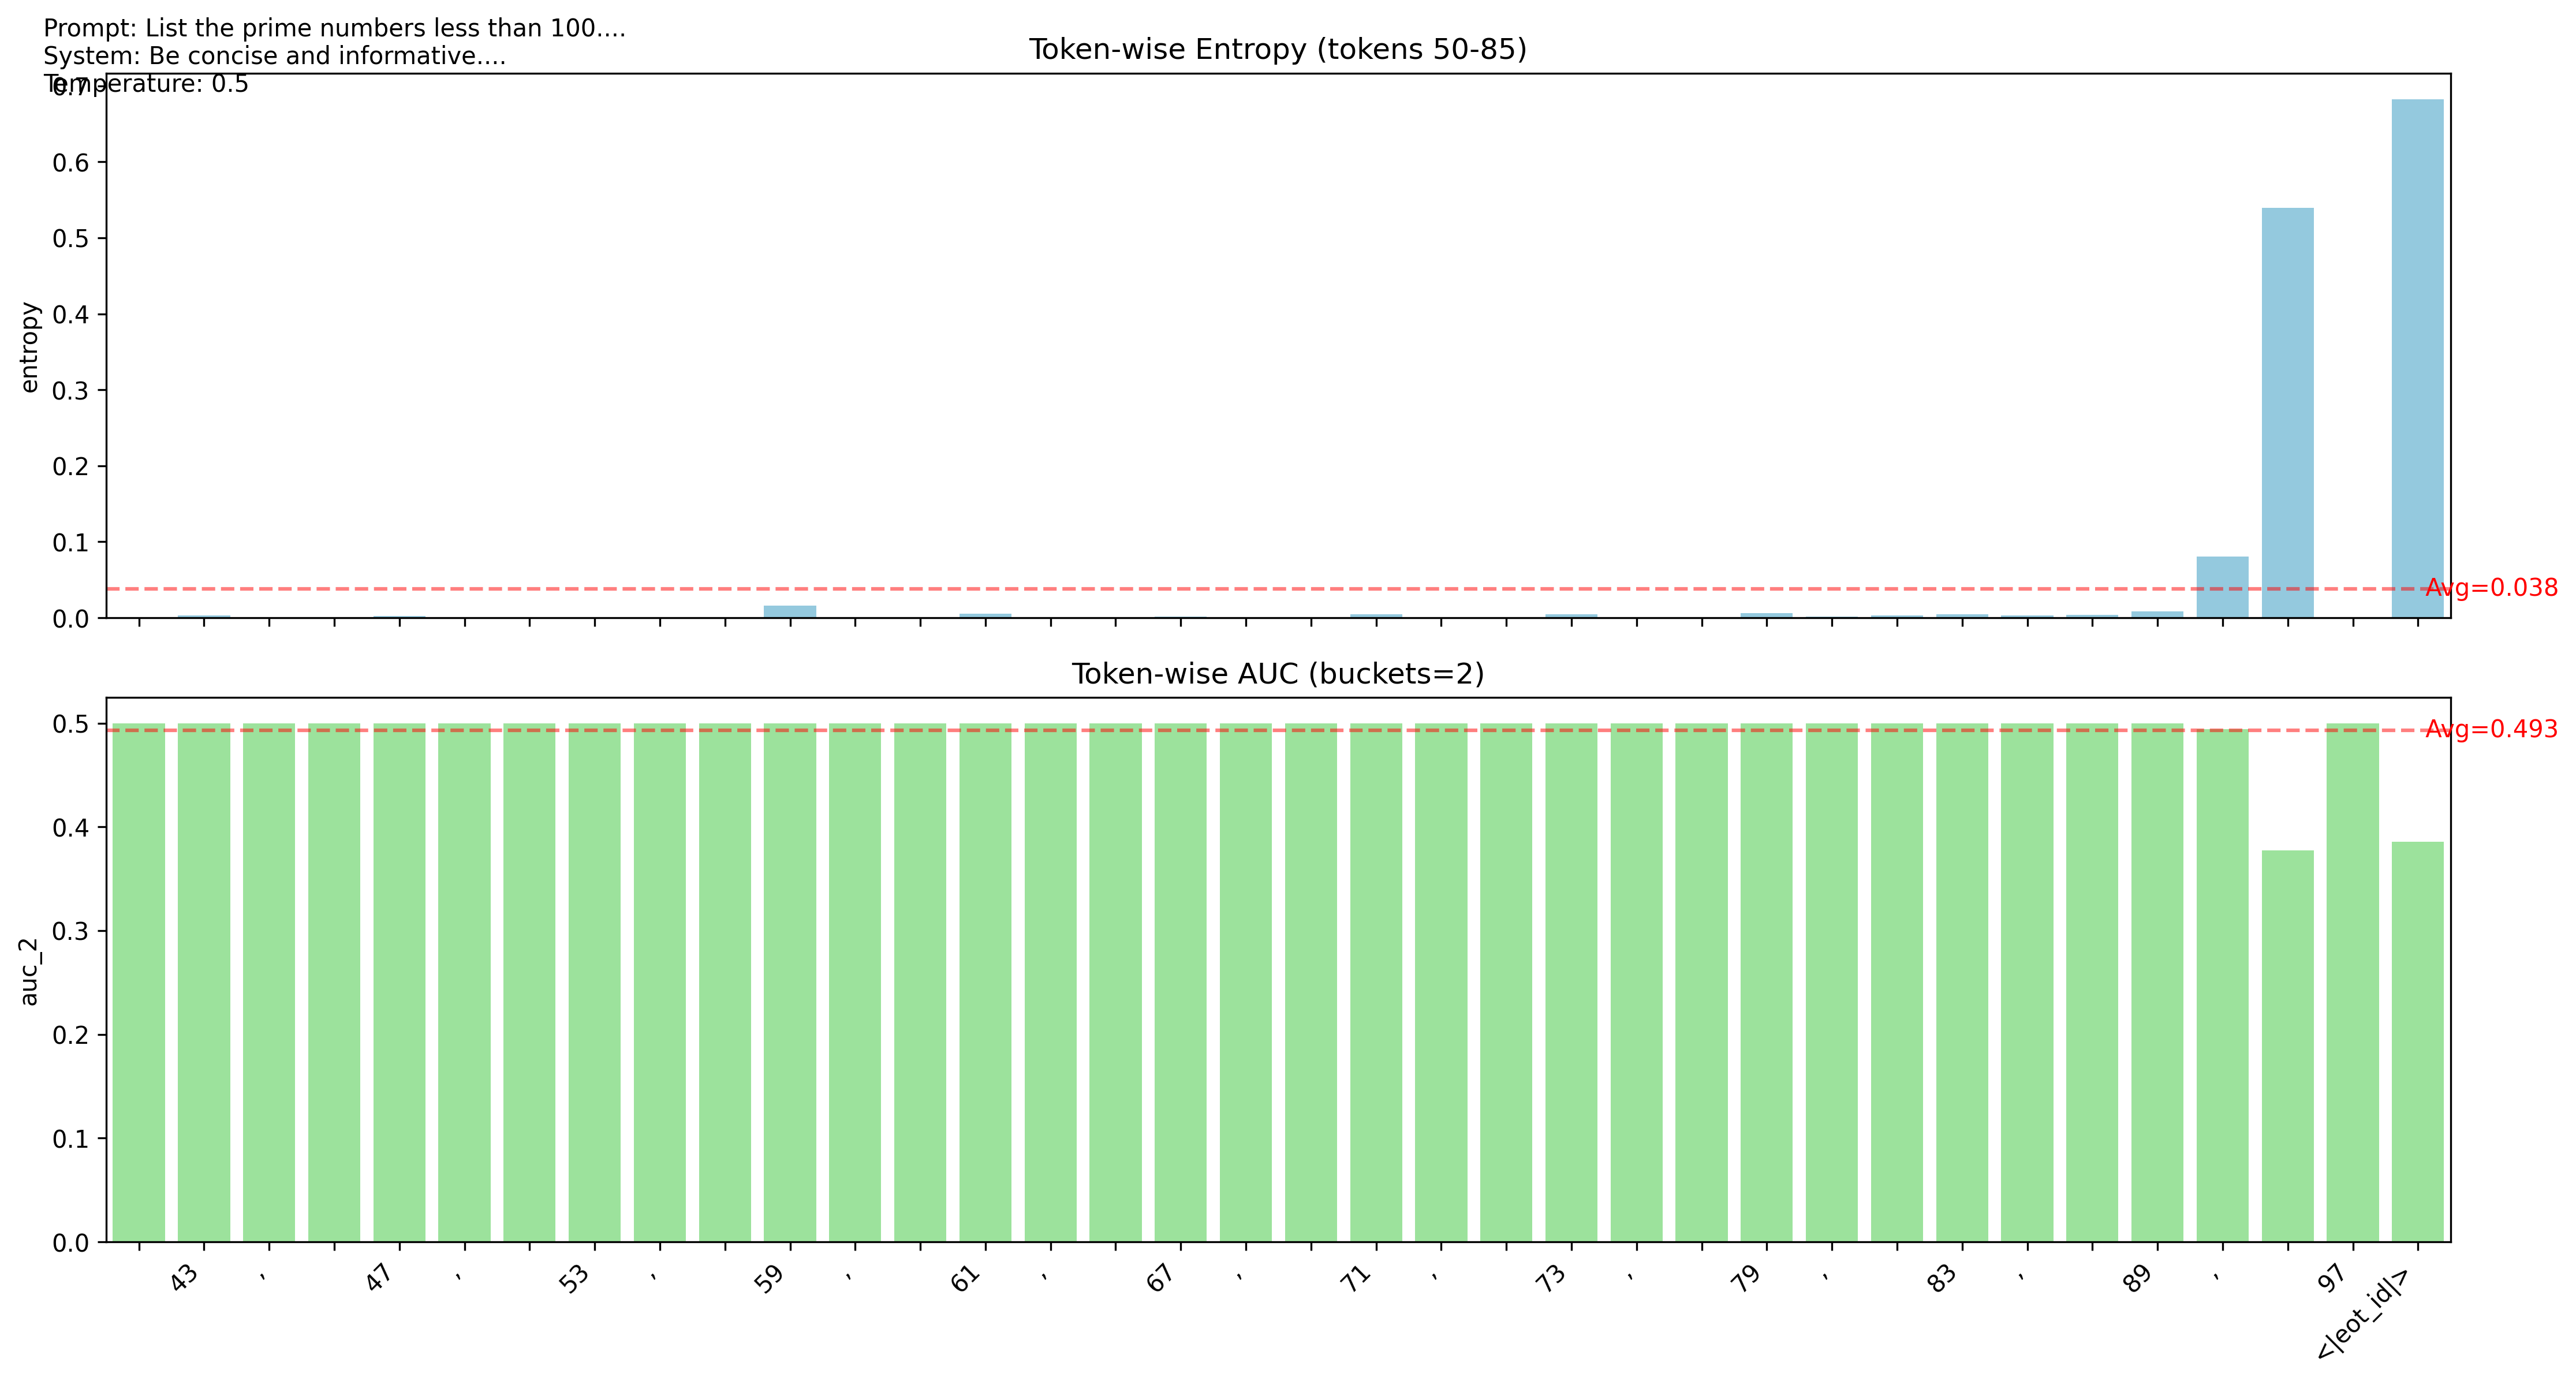 Prompt: List the prime numbers less than 100....
System: Be concise and informative....
Temperature: 0.5
Token-wise Entropy (tokens 50-85)
0.7
0.6
0.5
0.4
0.3
0.2
0.1
0.0
entropy
Avg=0.038
Token-wise AUC (buckets=2)
0.5
0.4
0.3
0.2
0.1
0.0
auc_2
Avg=0.493
43 , 47 , 53 , 59 , 61 , 67 , 71 , 73 , 79 , 83 , 89 , 97 <|eot_id|>